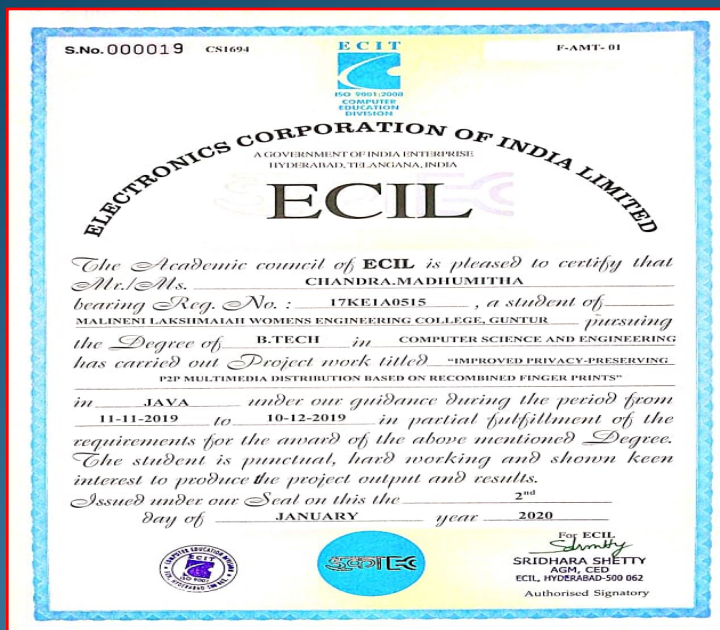 S.No. 000019 CS1694 F-AMT- 01
ECIT
ISO 9001:2008
COMPUTER
EDUCATION
DIVISION
ELECTRONICS CORPORATION OF INDIA LIMITED
A GOVERNMENT OF INDIA ENTERPRISE
HYDERABAD, TELANGANA, INDIA
ECIL
The Academic council of ECIL is pleased to certify that
Mr./Ms. CHANDRA.MADHUMITHA
bearing Reg. No. : 17KE1A0515 , a student of
MALINENI LAKSHMAIAH WOMENS ENGINEERING COLLEGE, GUNTUR pursuing
the Degree of B.TECH in COMPUTER SCIENCE AND ENGINEERING
has carried out Project work titled "IMPROVED PRIVACY-PRESERVING
P2P MULTIMEDIA DISTRIBUTION BASED ON RECOMBINED FINGER PRINTS"
in JAVA under our guidance during the period from
11-11-2019 to 10-12-2019 in partial fulfillment of the
requirements for the award of the above mentioned Degree.
The student is punctual, hard working and shown keen
interest to produce the project output and results.
Issued under our Seal on this the 2nd
day of JANUARY year 2020
For ECIL
SRIDHARA SHETTY
AGM, CED
ECIL, HYDERABAD-500 062
Authorised Signatory
COMPUTER EDUCATION DIVISION
ECIT
ISO 9001